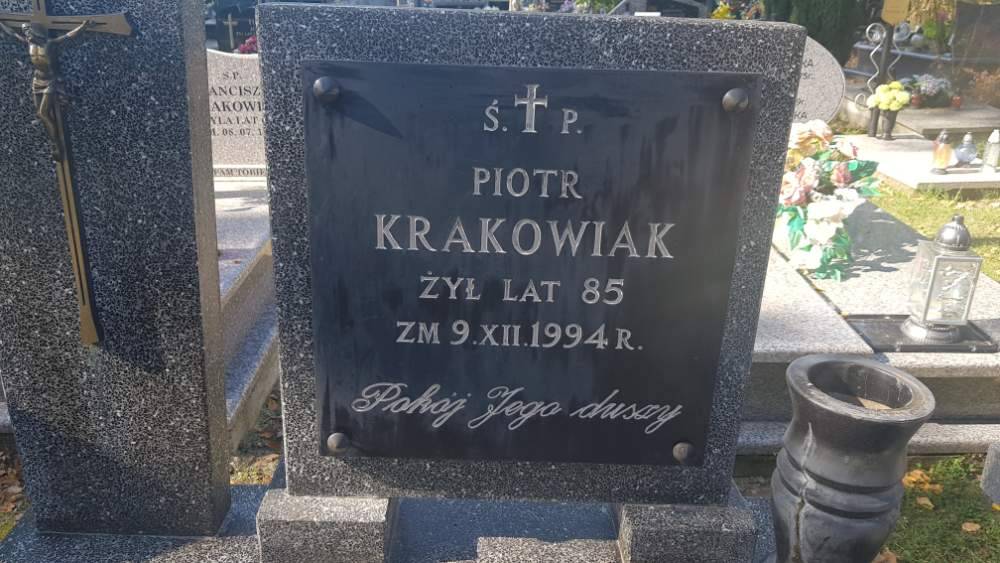 Ś. P.
PIOTR
KRAKOWIAK
ŻYŁ LAT 85
ZM 9.XII.1994 R.
Pokój Jego duszy
Ś.P.